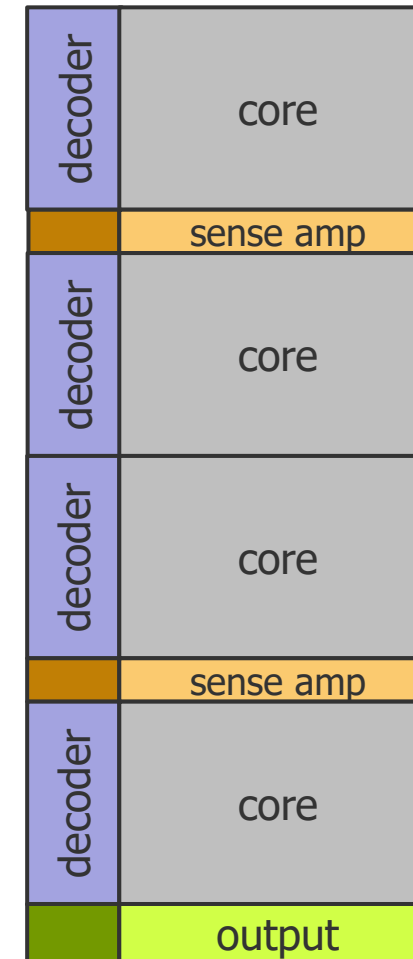 decoder
core
sense amp
decoder
core
decoder
core
sense amp
decoder
core
output